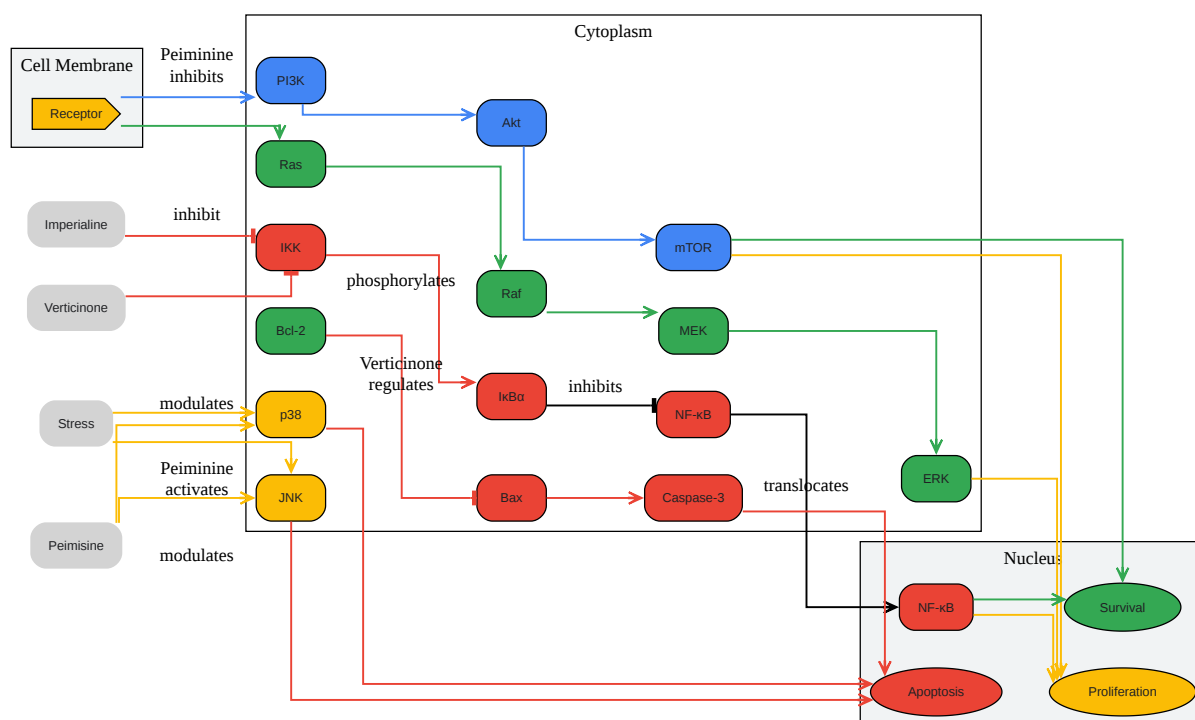 Cytoplasm
Cell Membrane
Receptor
Peiminine
inhibits
PI3K
Akt
Ras
Imperialine
inhibit
IKK
mTOR
phosphorylates
Raf
Verticinone
Bcl-2
MEK
Verticinone
regulates
inhibits
IκBα
NF-κB
Stress
modulates
p38
Peiminine
activates
JNK
Bax
Caspase-3
translocates
ERK
Peimisine
modulates
Nucleus
NF-κB
Survival
Apoptosis
Proliferation